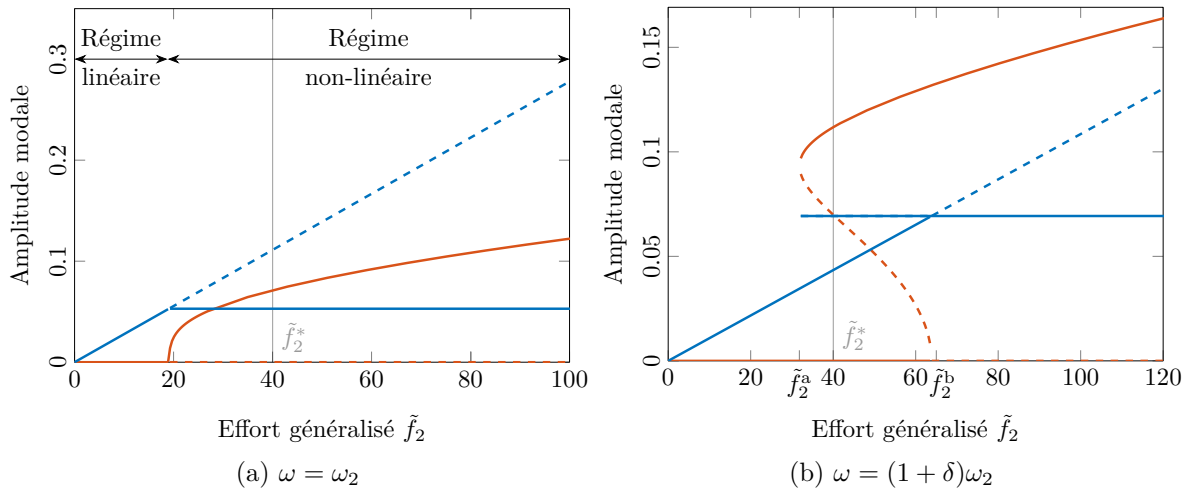 Régime
linéaire
Régime
non-linéaire
Amplitude modale
0
0.1
0.2
0.3
0
20
40
60
80
100
f̃₂*
Effort généralisé f̃₂
(a) ω = ω₂
Amplitude modale
0
0.05
0.1
0.15
0
20
40
60
80
100
120
f̃₂*
f̃₂ᵃ
f̃₂ᵇ
Effort généralisé f̃₂
(b) ω = (1 + δ)ω₂